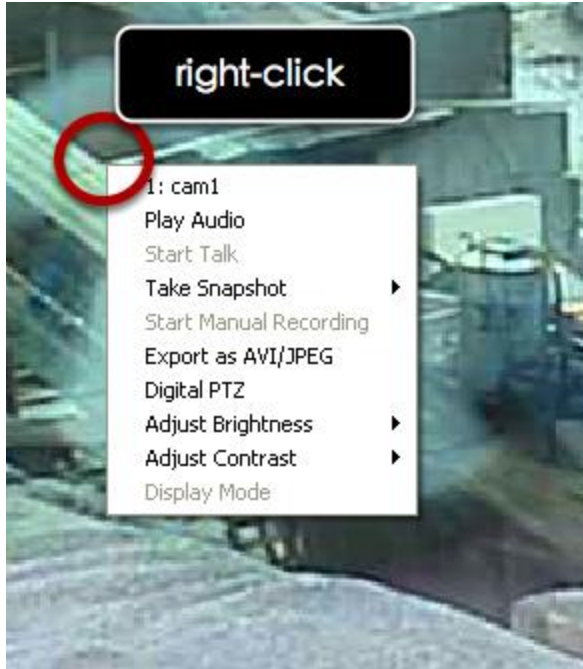 right-click
1: cam1
Play Audio
Start Talk
Take Snapshot
Start Manual Recording
Export as AVI/JPEG
Digital PTZ
Adjust Brightness
Adjust Contrast
Display Mode